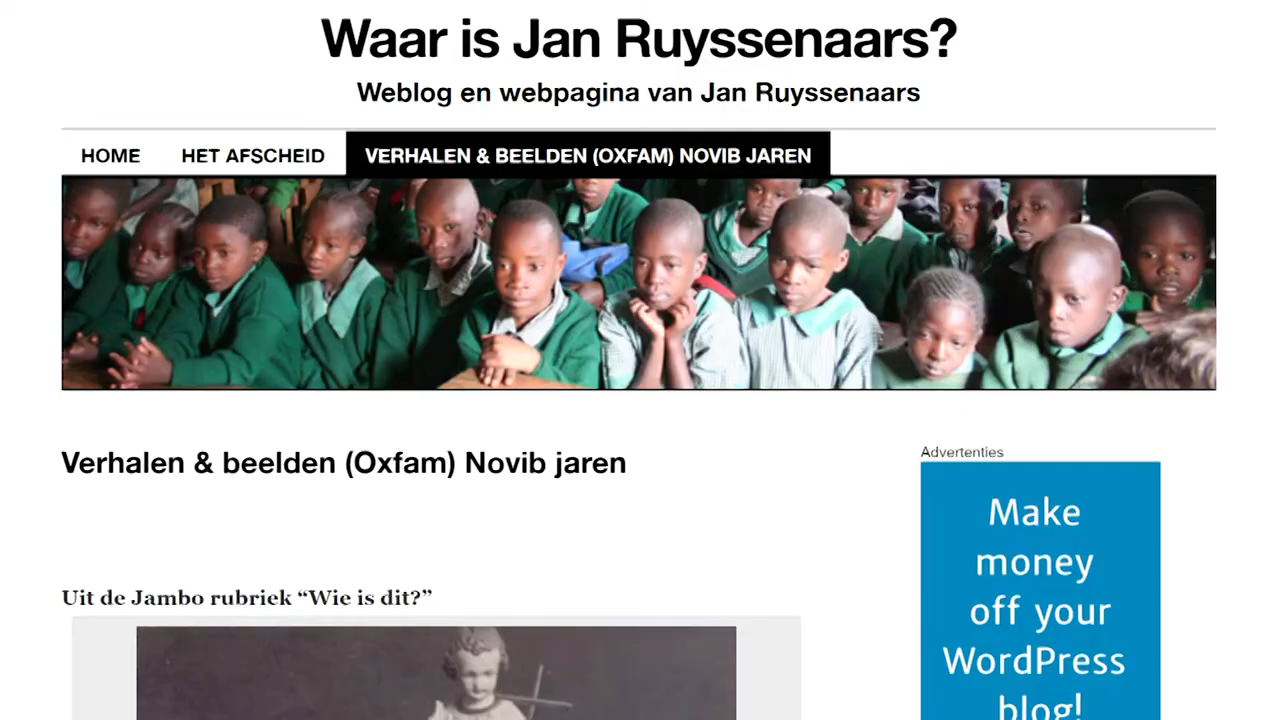 Waar is Jan Ruyssenaars?
Weblog en webpagina van Jan Ruyssenaars
HOME HET AFSCHEID VERHALEN & BEELDEN (OXFAM) NOVIB JAREN
Verhalen & beelden (Oxfam) Novib jaren
Uit de Jambo rubriek “Wie is dit?”
Advertenties
Make
money
off your
WordPress
blog!